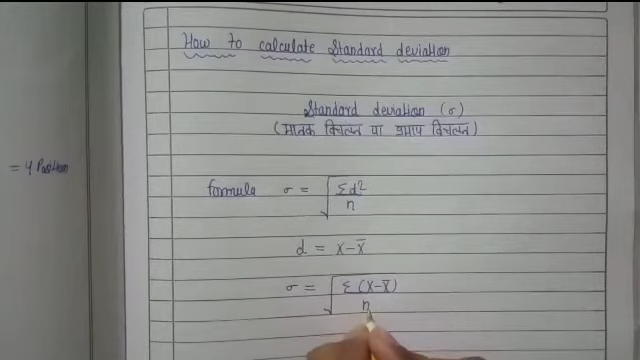 How to calculate Standard deviation
Standard deviation (σ)
(मानक विचलन या प्रमाप विचलन)
= 4 Position
formula σ = √(Σd²/n)
d = x - x̄
σ = √(Σ(x-x̄)/n)